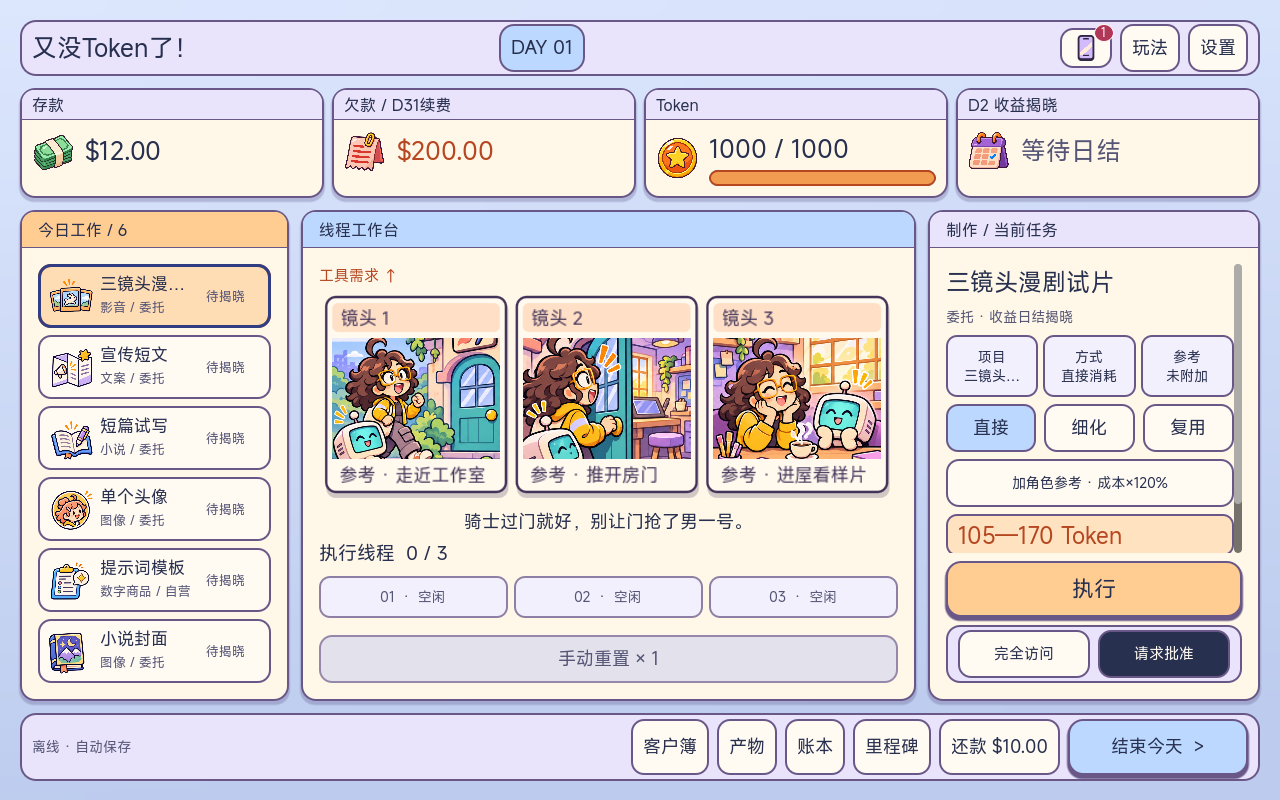 又没Token了!
DAY 01
1
玩法
设置
存款
$12.00
欠款 / D31续费
$200.00
Token
1000 / 1000
D2 收益揭晓
等待日结
今日工作 / 6
三镜头漫…
影音 / 委托
待揭晓
宣传短文
文案 / 委托
待揭晓
短篇试写
小说 / 委托
待揭晓
单个头像
图像 / 委托
待揭晓
提示词模板
数字商品 / 自营
待揭晓
小说封面
图像 / 委托
待揭晓
线程工作台
工具需求 ↑
镜头 1
参考 · 走近工作室
镜头 2
参考 · 推开房门
镜头 3
参考 · 进屋看样片
骑士过门就好，别让门抢了男一号。
执行线程 0 / 3
01 · 空闲
02 · 空闲
03 · 空闲
手动重置 × 1
制作 / 当前任务
三镜头漫剧试片
委托 · 收益日结揭晓
项目
三镜头…
方式
直接消耗
参考
未附加
直接
细化
复用
加角色参考 · 成本×120%
105—170 Token
执行
完全访问
请求批准
离线 · 自动保存
客户簿
产物
账本
里程碑
还款 $10.00
结束今天 >